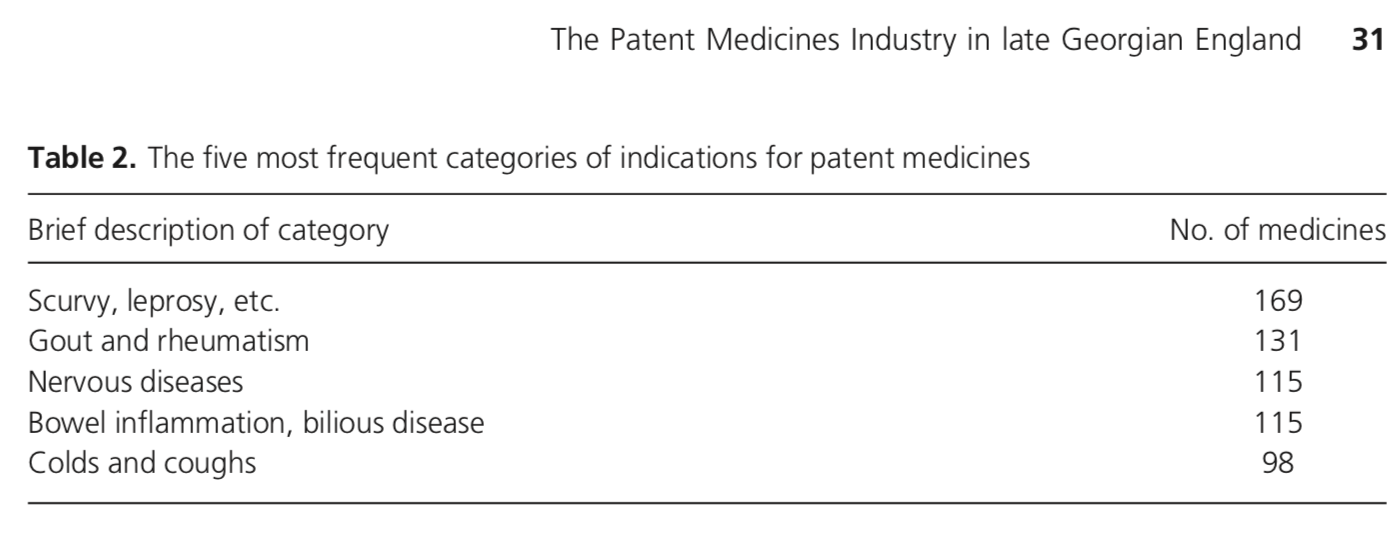 The Patent Medicines Industry in late Georgian England 31
Table 2. The five most frequent categories of indications for patent medicines
Brief description of category No. of medicines
Scurvy, leprosy, etc. 169
Gout and rheumatism 131
Nervous diseases 115
Bowel inflammation, bilious disease 115
Colds and coughs 98